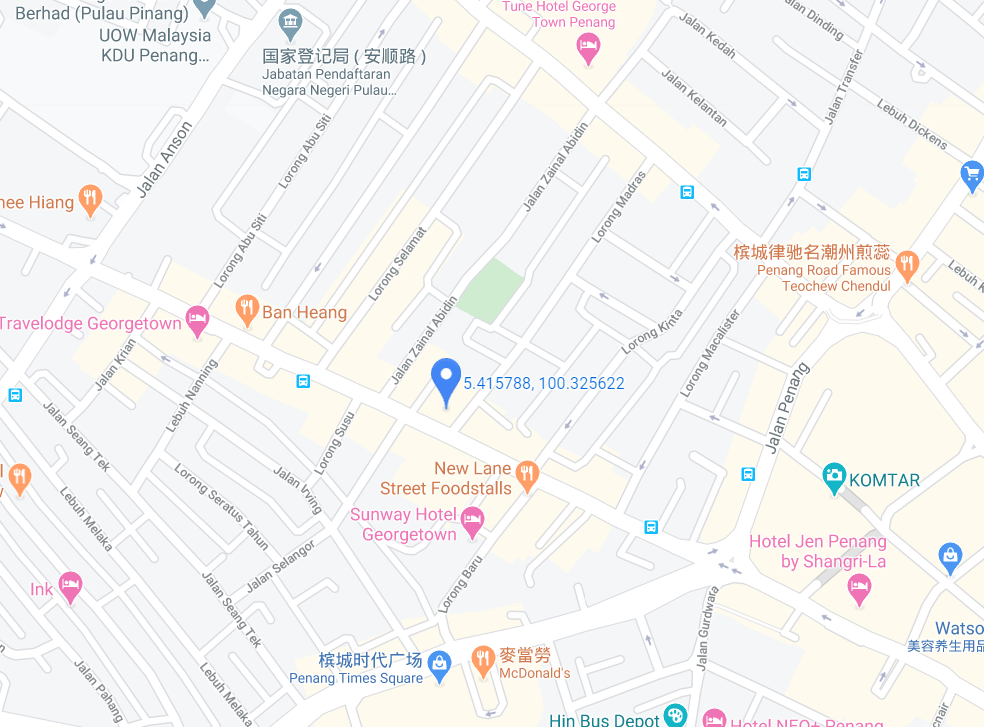 Berhad (Pulau Pinang)
UOW Malaysia
KDU Penang...
国家登记局 ( 安顺路 )
Jabatan Pendaftaran
Negara Negeri Pulau...
Tune Hotel George
Town Penang
Jalan Kedah
Jalan Dinding
Jalan Transfer
Jalan Kelantan
Lebuh Dickens
Jalan Anson
Lorong Abu Siti
Jalan Zainal Abidin
Lorong Madras
nee Hiang
Lorong Abu Siti
Lorong Selamat
槟城律驰名潮州煎蕊
Penang Road Famous
Teochew Chendul
Lebuh K
Travelodge Georgetown
Ban Heang
Jalan Zainal Abidin
Lorong Kinta
Lorong Macalister
Jalan Krian
Lebuh Nanning
5.415788, 100.325622
Jalan Penang
Jalan Seang Tek
Lorong Susu
New Lane
Street Foodstalls
KOMTAR
Lorong Seratus Tahun
Jalan Irving
Lebuh Melaka
Sunway Hotel
Georgetown
Hotel Jen Penang
by Shangri-La
Jalan Selangor
Ink
Jalan Seang Tek
Lorong Baru
Jalan Gurdwara
Watso
美容养生用品
槟城时代广场
Penang Times Square
麥當勞
McDonald's
Jalan Pahang
Lebuh Melaka
Hin Bus Depot
Hotel NEO+ Penang